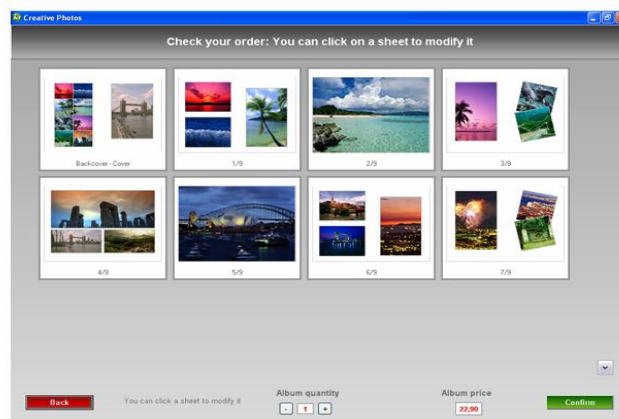 Creative Photos
Check your order: You can click on a sheet to modify it
Backcover - Cover
1/9
2/9
3/9
4/9
5/9
6/9
7/9
Album quantity
Album price
Back
You can click a sheet to modify it
- 1 +
22,90
Confirm